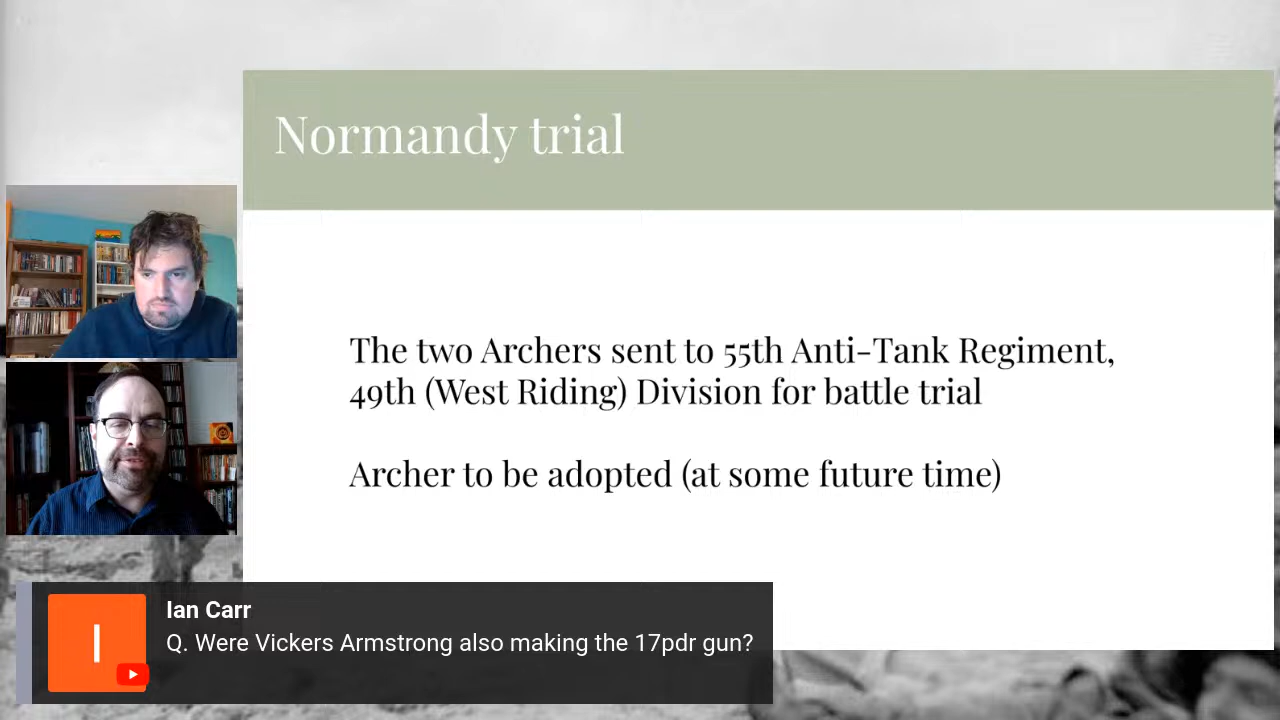 Normandy trial
The two Archers sent to 55th Anti-Tank Regiment,
49th (West Riding) Division for battle trial
Archer to be adopted (at some future time)
I
Ian Carr
Q. Were Vickers Armstrong also making the 17pdr gun?